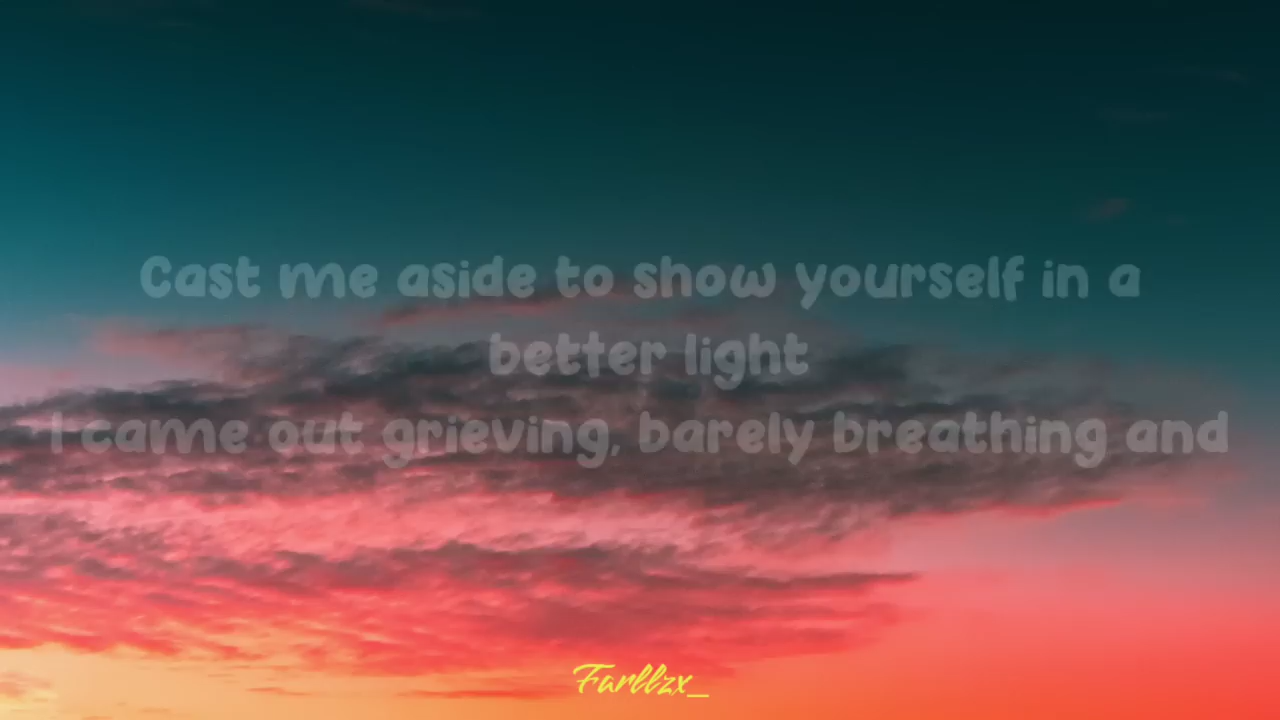 Cast me aside to show yourself in a
better light
I came out grieving, barely breathing and
Farllzx_